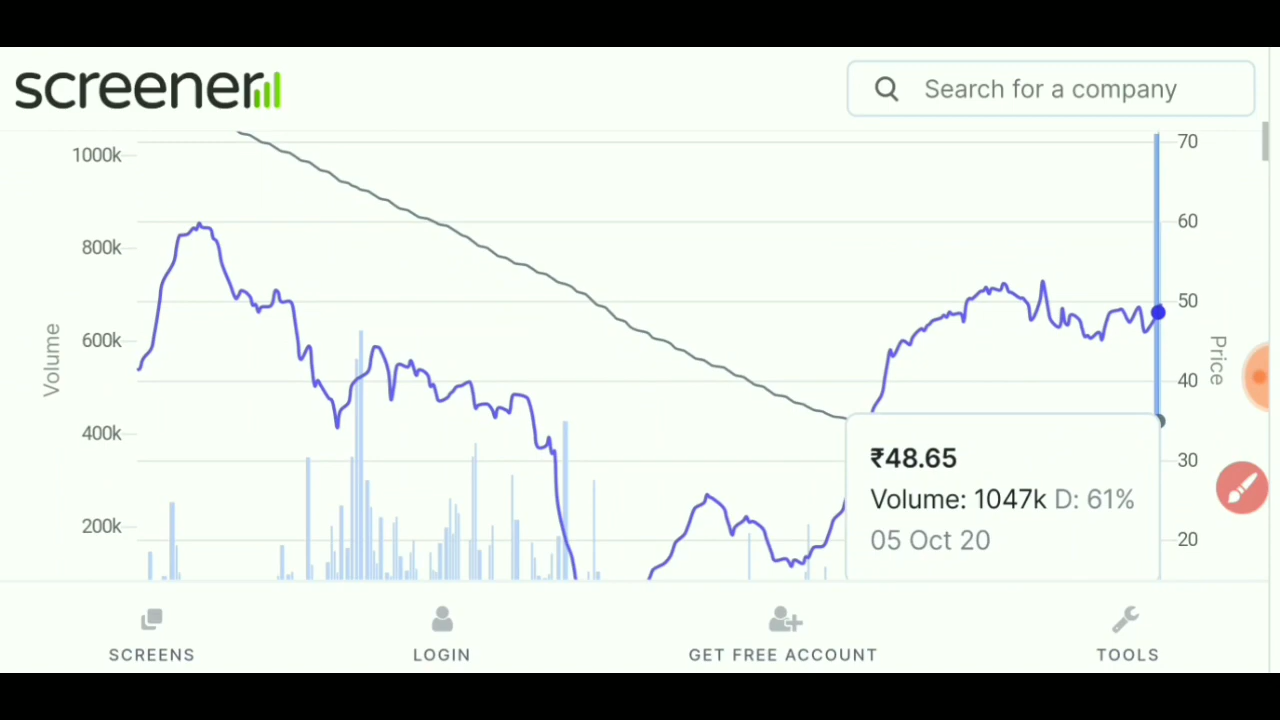 screener
Search for a company
1000k
800k
600k
400k
200k
Volume
70
60
50
40
30
20
Price
₹48.65
Volume: 1047k D: 61%
05 Oct 20
SCREENS
LOGIN
GET FREE ACCOUNT
TOOLS